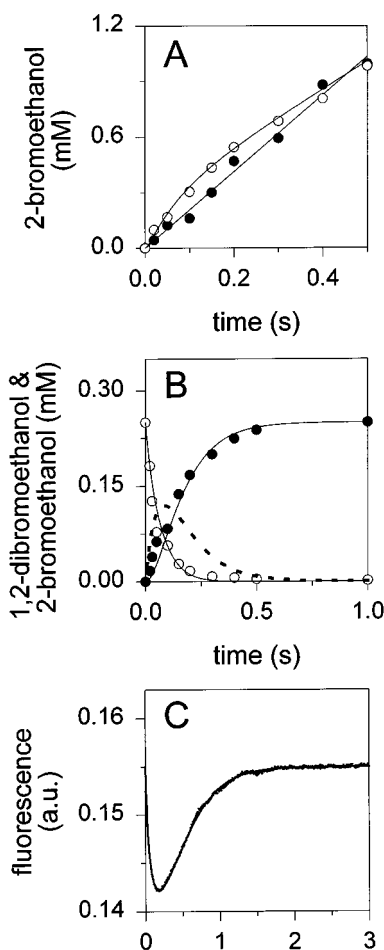 1.2
A
0.6
0.0
2-bromoethanol
(mM)
0.0 0.2 0.4
time (s)
0.30
B
0.15
0.00
1,2-dibromoethanol &
2-bromoethanol (mM)
0.0 0.5 1.0
time (s)
0.16
C
0.15
0.14
fluorescence
(a.u.)
0 1 2 3